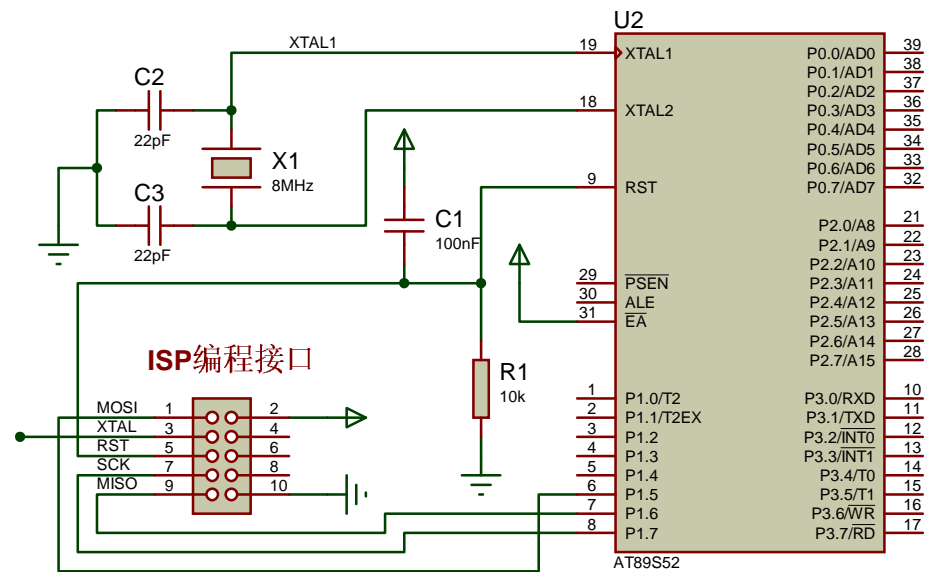 U2
XTAL1
C2
22pF
C3
22pF
X1
8MHz
C1
100nF
R1
10k
ISP编程接口
MOSI 1 2
XTAL 3 4
RST 5 6
SCK 7 8
MISO 9 10
19 XTAL1
18 XTAL2
9 RST
29 PSEN
30 ALE
31 EA
1 P1.0/T2
2 P1.1/T2EX
3 P1.2
4 P1.3
5 P1.4
6 P1.5
7 P1.6
8 P1.7
P0.0/AD0 39
P0.1/AD1 38
P0.2/AD2 37
P0.3/AD3 36
P0.4/AD4 35
P0.5/AD5 34
P0.6/AD6 33
P0.7/AD7 32
P2.0/A8 21
P2.1/A9 22
P2.2/A10 23
P2.3/A11 24
P2.4/A12 25
P2.5/A13 26
P2.6/A14 27
P2.7/A15 28
P3.0/RXD 10
P3.1/TXD 11
P3.2/INT0 12
P3.3/INT1 13
P3.4/T0 14
P3.5/T1 15
P3.6/WR 16
P3.7/RD 17
AT89S52